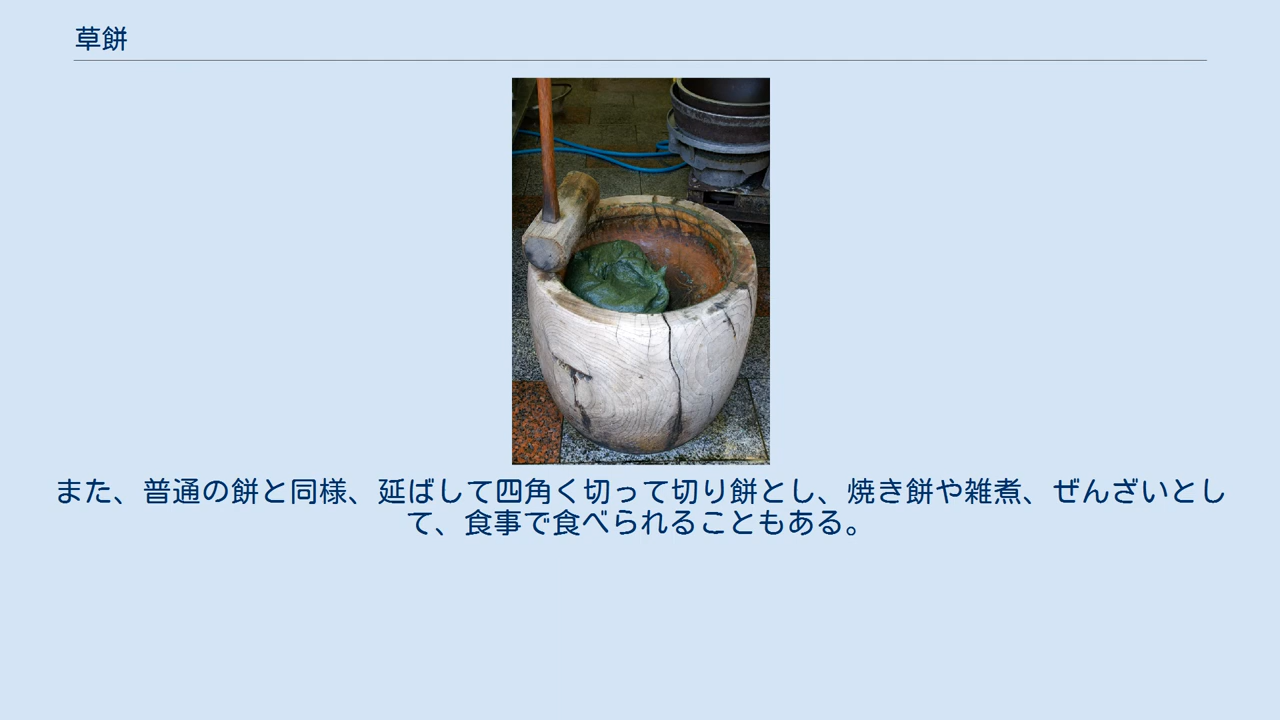 草餅
また、普通の餅と同様、延ばして四角く切って切り餅とし、焼き餅や雑煮、ぜんざいとし
て、食事で食べられることもある。